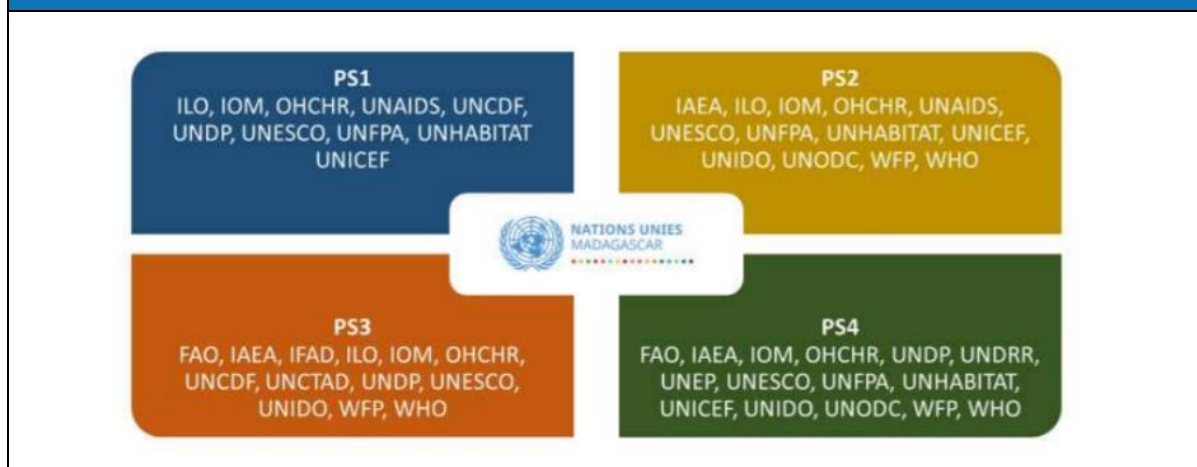 PS1
ILO, IOM, OHCHR, UNAIDS, UNCDF,
UNDP, UNESCO, UNFPA, UNHABITAT
UNICEF
PS2
IAEA, ILO, IOM, OHCHR, UNAIDS,
UNESCO, UNFPA, UNHABITAT, UNICEF,
UNIDO, UNODC, WFP, WHO
NATIONS UNIES
MADAGASCAR
PS3
FAO, IAEA, IFAD, ILO, IOM, OHCHR,
UNCDF, UNCTAD, UNDP, UNESCO,
UNIDO, WFP, WHO
PS4
FAO, IAEA, IOM, OHCHR, UNDP, UNDRR,
UNEP, UNESCO, UNFPA, UNHABITAT,
UNICEF, UNIDO, UNODC, WFP, WHO